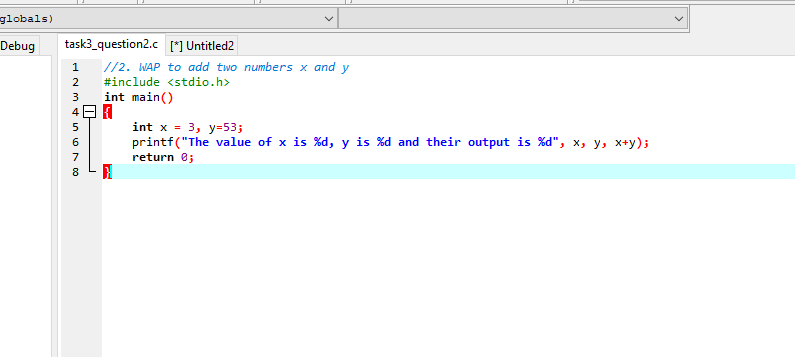 globals)
Debug
task3_question2.c [*] Untitled2
1 //2. WAP to add two numbers x and y
2 #include <stdio.h>
3 int main()
4 {
5 int x = 3, y=53;
6 printf("The value of x is %d, y is %d and their output is %d", x, y, x+y);
7 return 0;
8 }